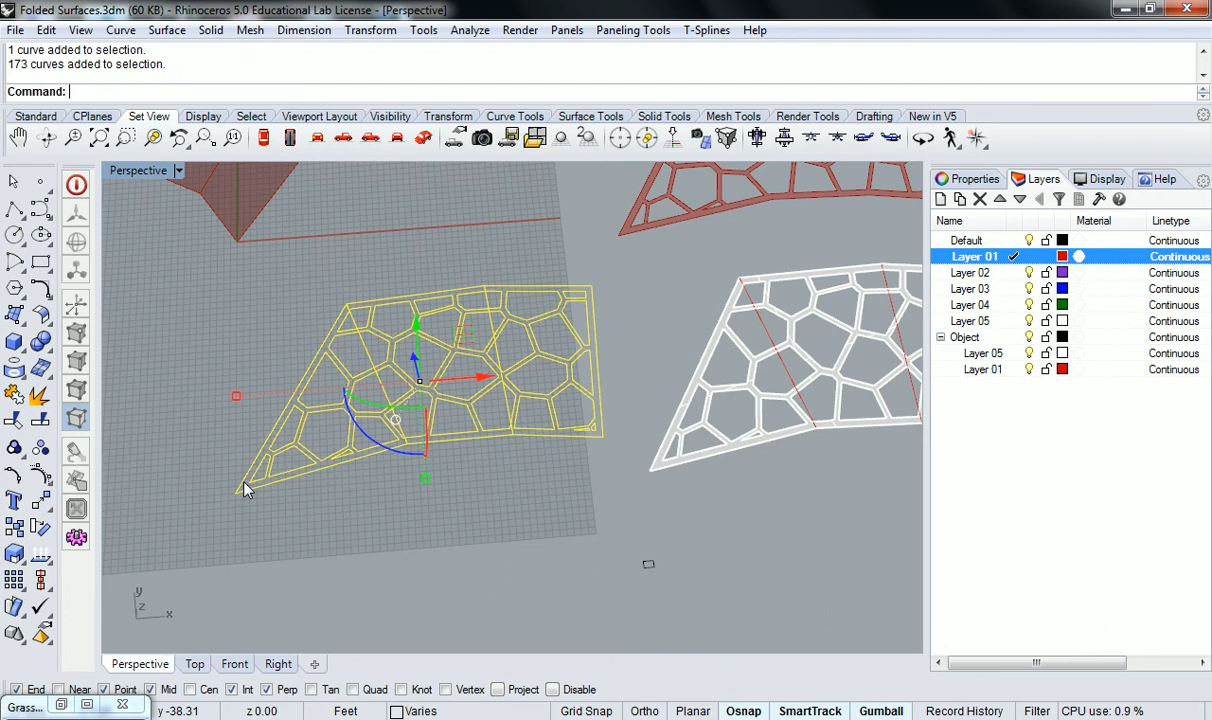 Folded Surfaces.3dm (60 KB) - Rhinoceros 5.0 Educational Lab License - [Perspective]
File Edit View Curve Surface Solid Mesh Dimension Transform Tools Analyze Render Panels Paneling Tools T-Splines Help
1 curve added to selection.
173 curves added to selection.
Command:
Standard CPlanes Set View Display Select Viewport Layout Visibility Transform Curve Tools Surface Tools Solid Tools Mesh Tools Render Tools Drafting New in V5
Perspective
Properties Layers Display Help
Name Material Linetype
Default Continuous
Layer 01 Continuous
Layer 02 Continuous
Layer 03 Continuous
Layer 04 Continuous
Layer 05 Continuous
Object Continuous
Layer 05 Continuous
Layer 01 Continuous
y
z x
Perspective Top Front Right
End Near Point Mid Cen Int Perp Tan Quad Knot Vertex Project Disable
Grass... y -38.31 z 0.00 Feet Varies Grid Snap Ortho Planar Osnap SmartTrack Gumball Record History Filter CPU use: 0.9 %